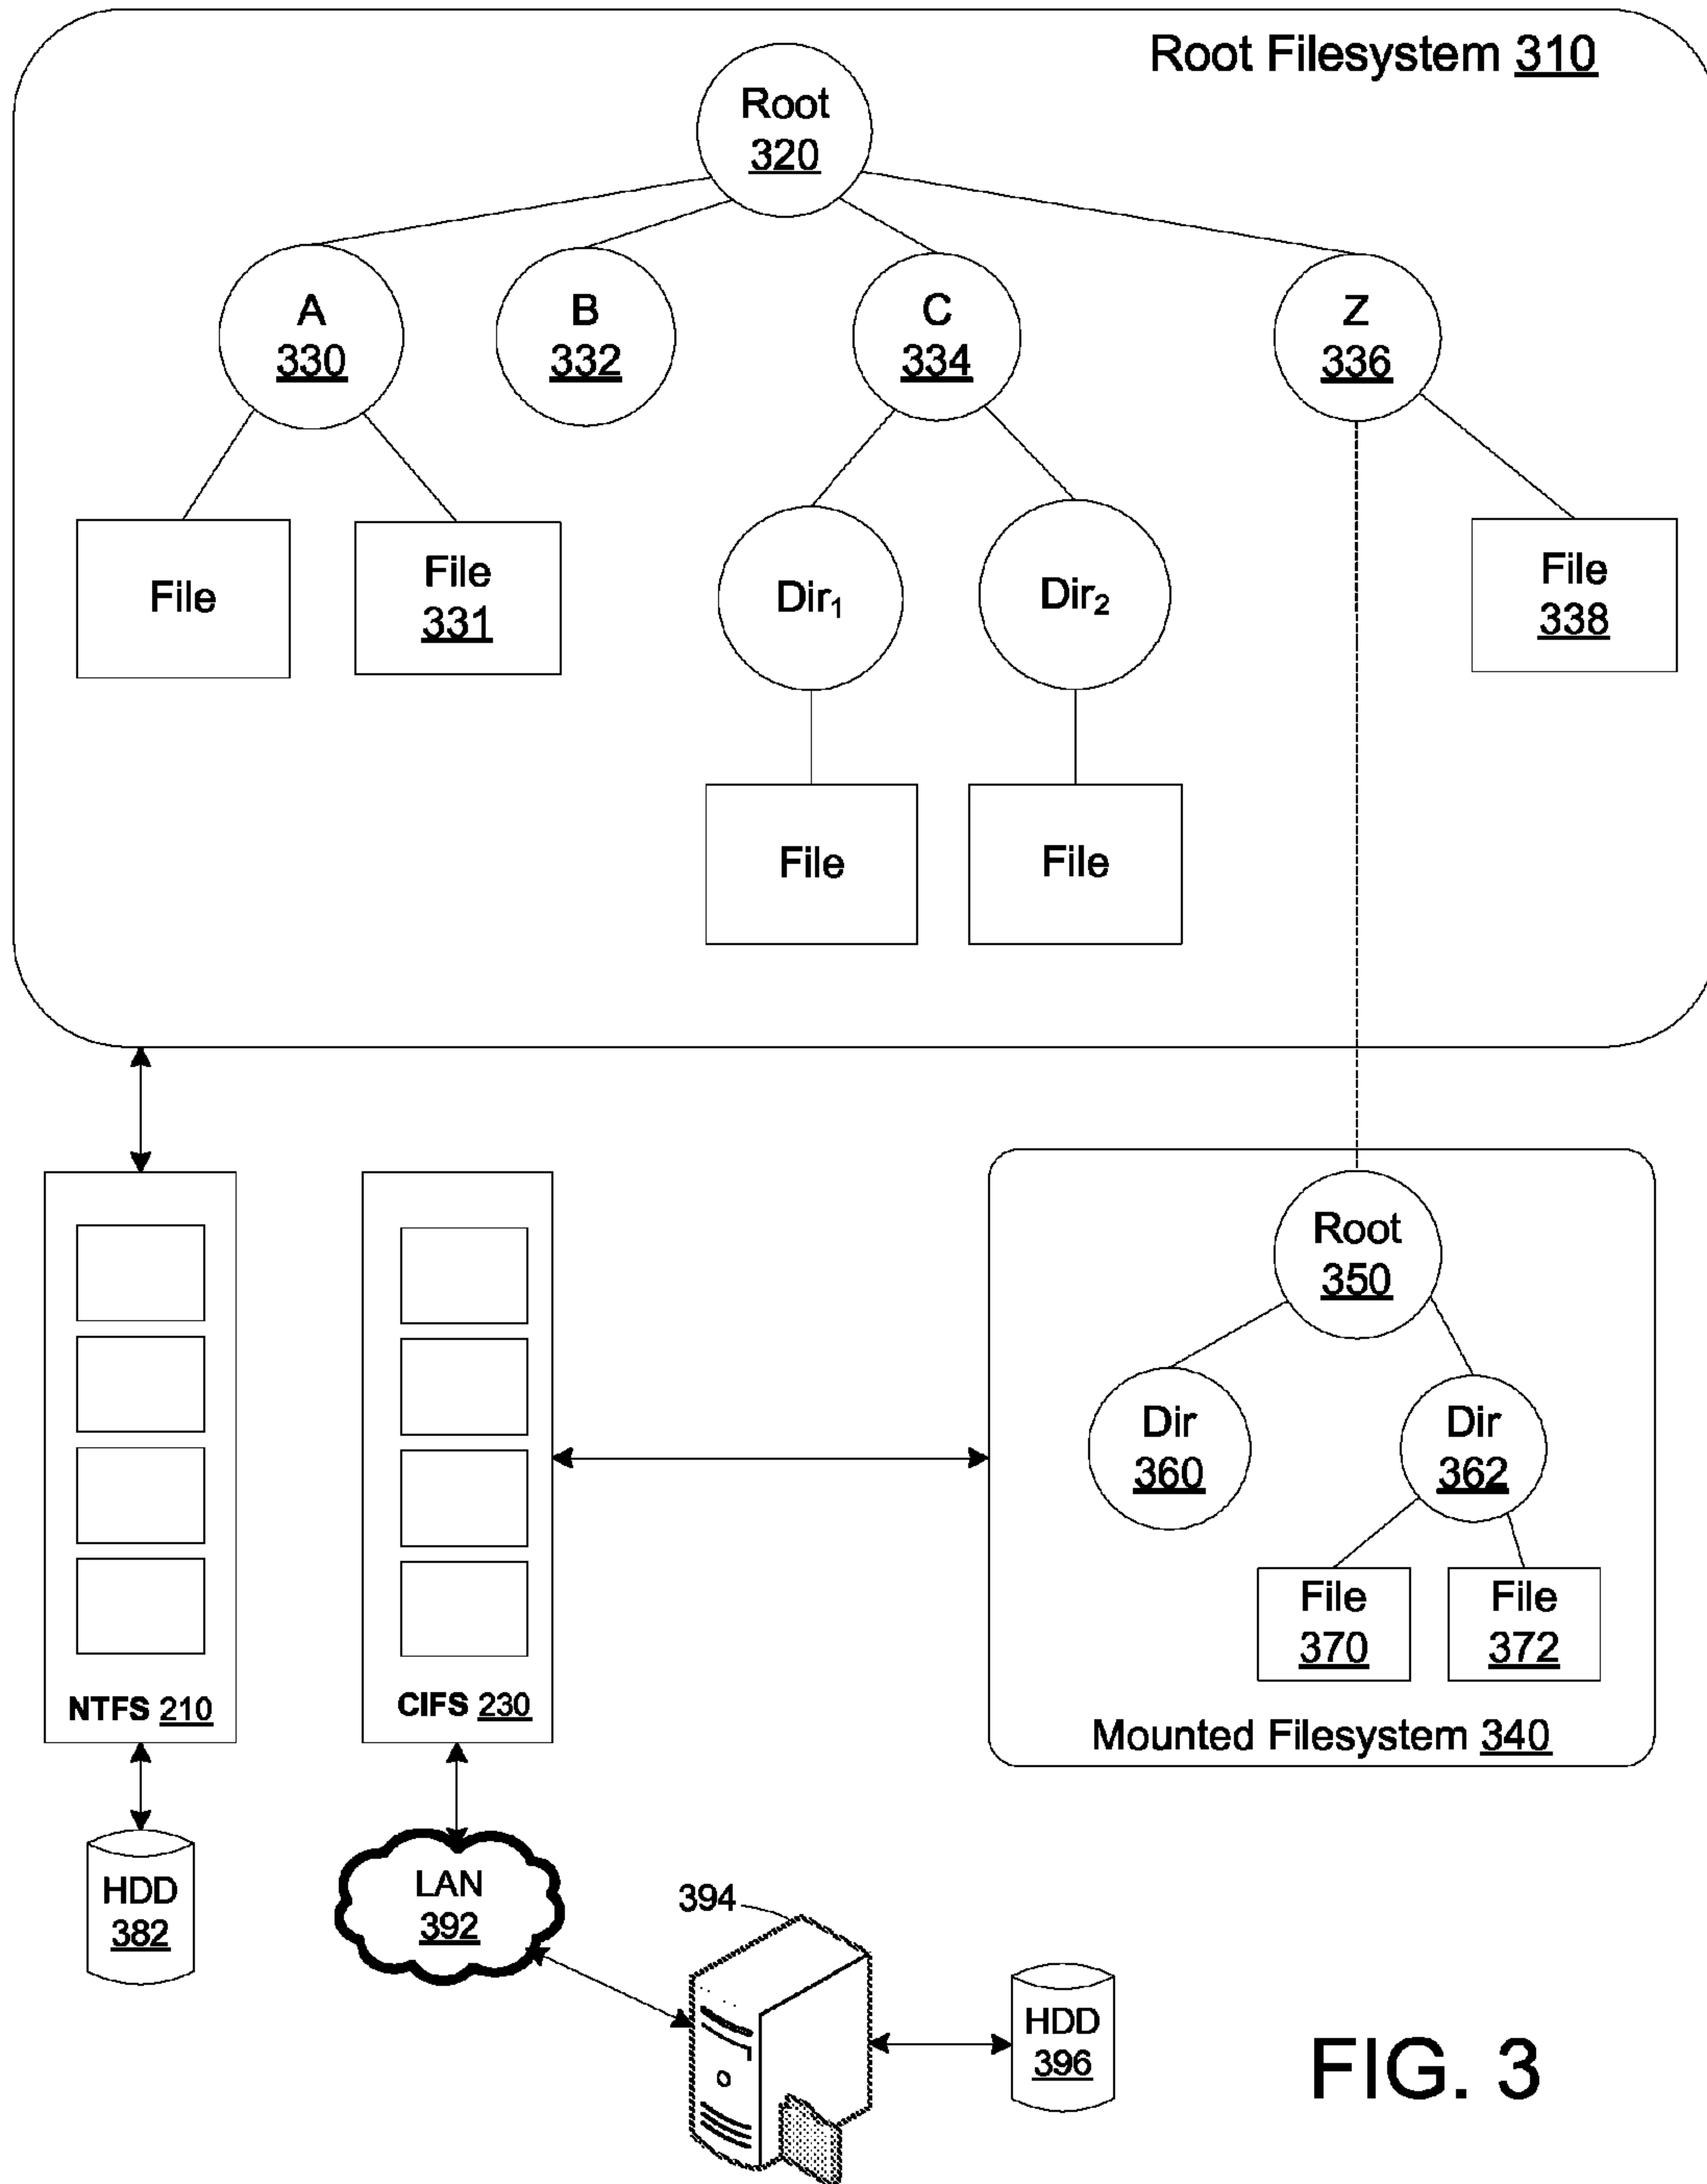 Root Filesystem 310
Root
320
A
330
B
332
C
334
Z
336
File
File
331
Dir₁
Dir₂
File
338
File
File
Root
350
Dir
360
Dir
362
File
370
File
372
Mounted Filesystem 340
NTFS 210
CIFS 230
HDD
382
LAN
392
394
HDD
396
FIG. 3